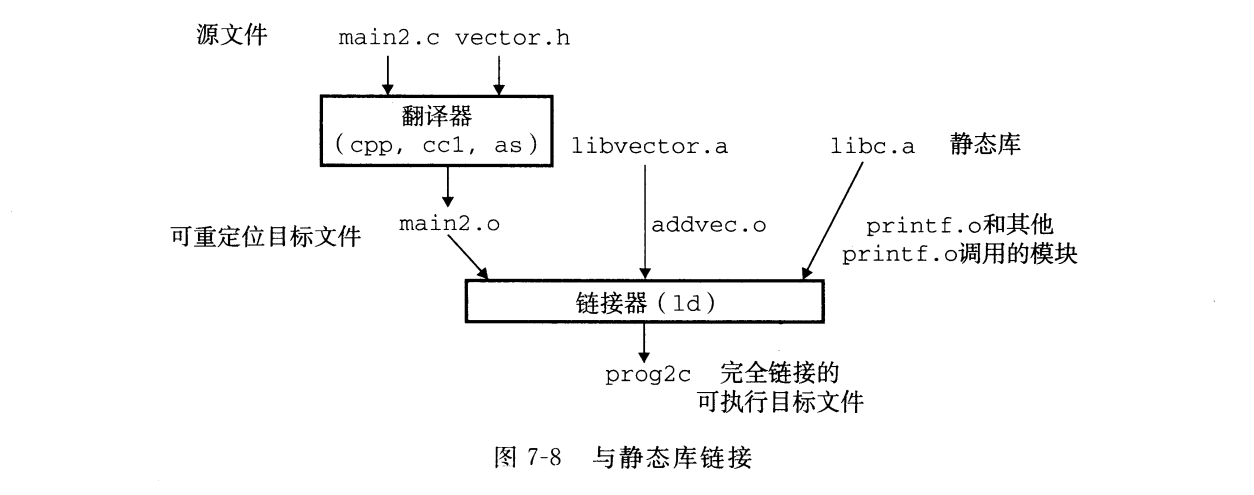 源文件 main2.c vector.h
翻译器
(cpp, cc1, as)
libvector.a
libc.a 静态库
可重定位目标文件
main2.o
addvec.o
printf.o和其他
printf.o调用的模块
链接器(ld)
prog2c 完全链接的
可执行目标文件
图 7-8 与静态库链接